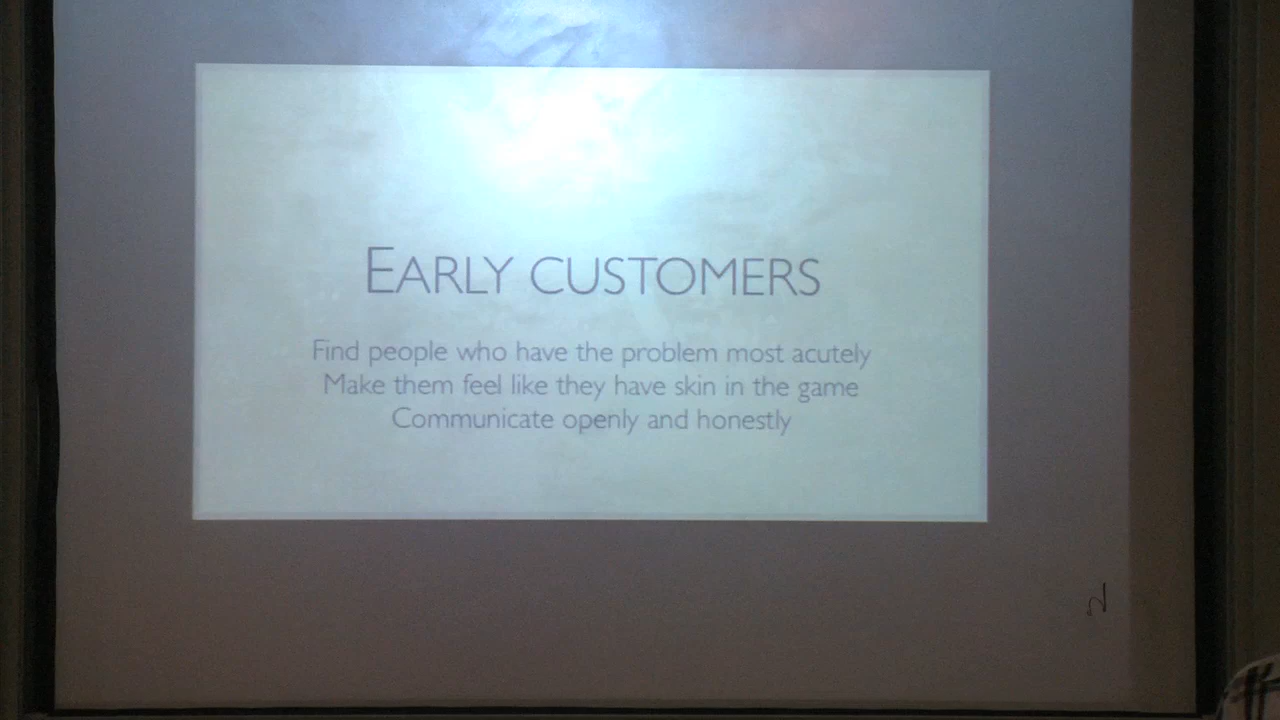 EARLY CUSTOMERS
Find people who have the problem most acutely
Make them feel like they have skin in the game
Communicate openly and honestly